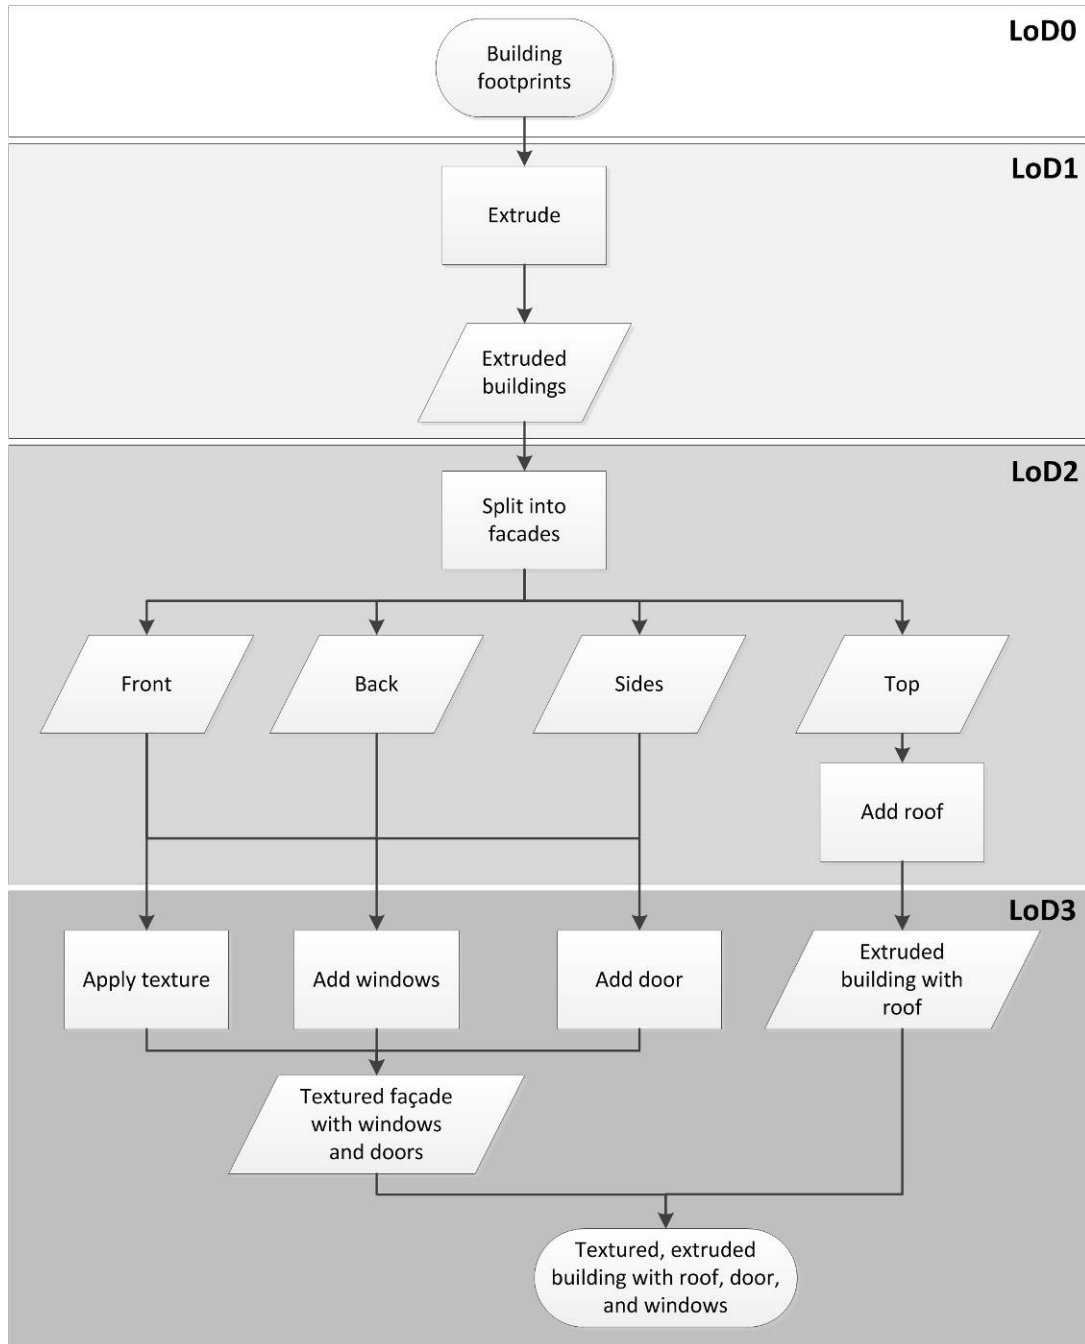 LoD0
Building
footprints
LoD1
Extrude
Extruded
buildings
LoD2
Split into
facades
Front
Back
Sides
Top
Add roof
LoD3
Apply texture
Add windows
Add door
Extruded
building with
roof
Textured façade
with windows
and doors
Textured, extruded
building with roof, door,
and windows